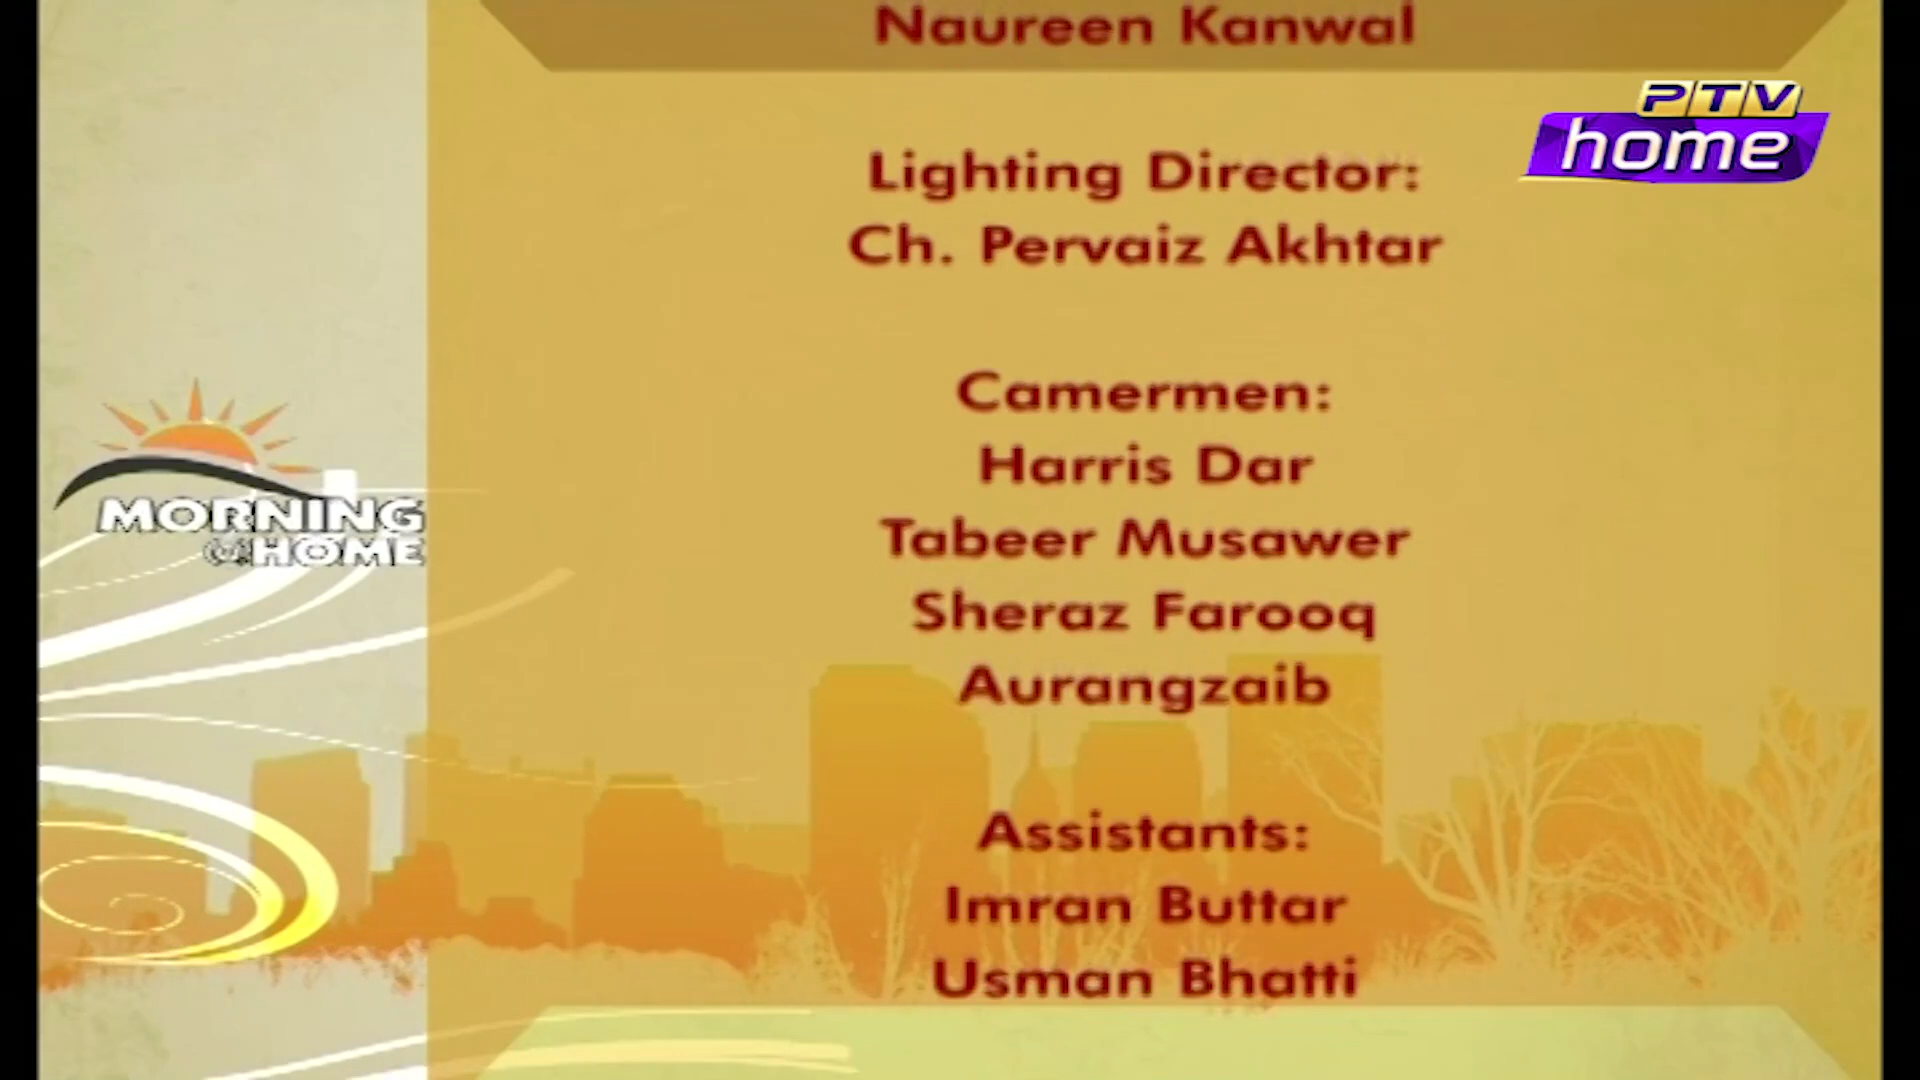 Naureen Kanwal
PTV
home
Lighting Director:
Ch. Pervaiz Akhtar
Camermen:
Harris Dar
Tabeer Musawer
Sheraz Farooq
Aurangzaib
MORNING
@HOME
Assistants:
Imran Buttar
Usman Bhatti